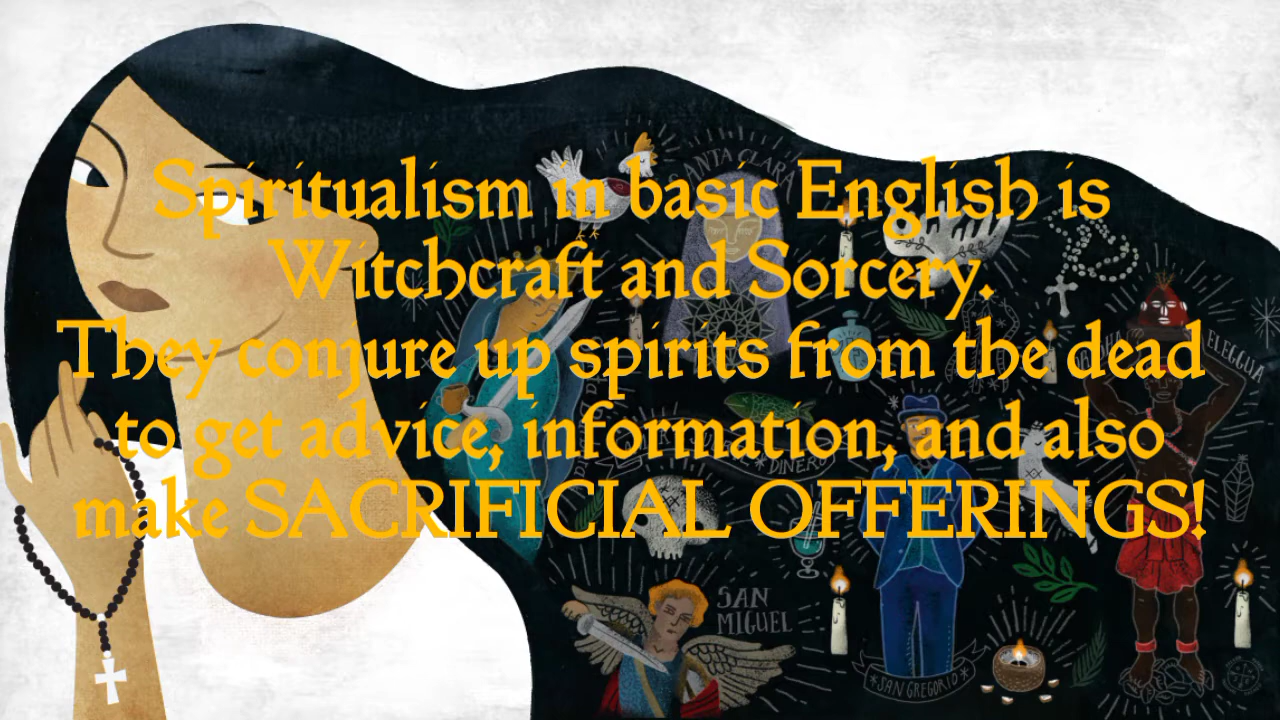 SANTA CLARA
Spiritualism in basic English is
Witchcraft and Sorcery.
They conjure up spirits from the dead
ELEGGUA
to get advice, information, and also
DINERO
make SACRIFICIAL OFFERINGS!
SAN
MIGUEL
SAN GREGORIO